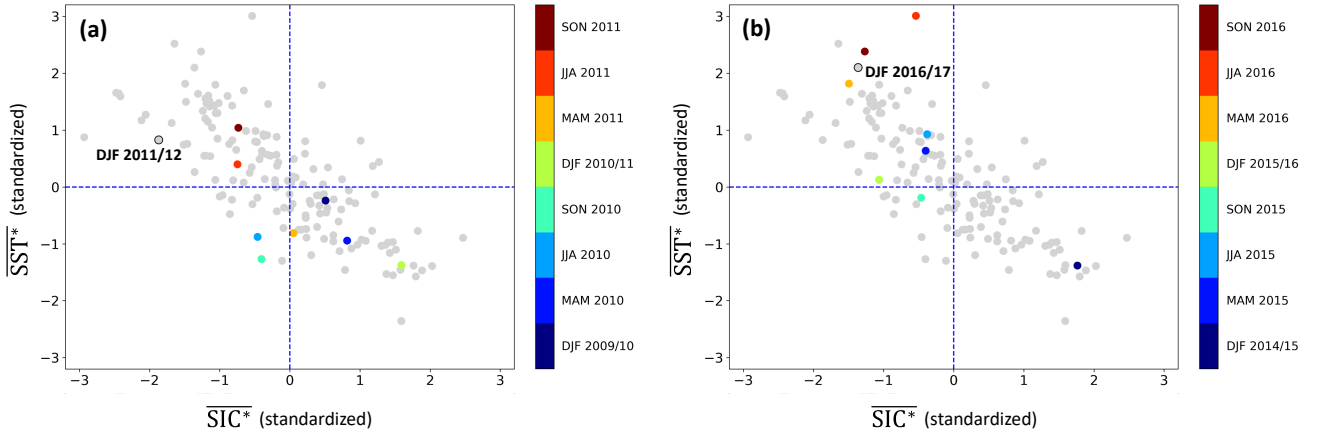 (a)
3
2
1
0
−1
−2
−3
−3 −2 −1 0 1 2 3
SST* (standardized)
SIC* (standardized)
DJF 2011/12
SON 2011
JJA 2011
MAM 2011
DJF 2010/11
SON 2010
JJA 2010
MAM 2010
DJF 2009/10
(b)
3
2
1
0
−1
−2
−3
−3 −2 −1 0 1 2 3
SST* (standardized)
SIC* (standardized)
DJF 2016/17
SON 2016
JJA 2016
MAM 2016
DJF 2015/16
SON 2015
JJA 2015
MAM 2015
DJF 2014/15